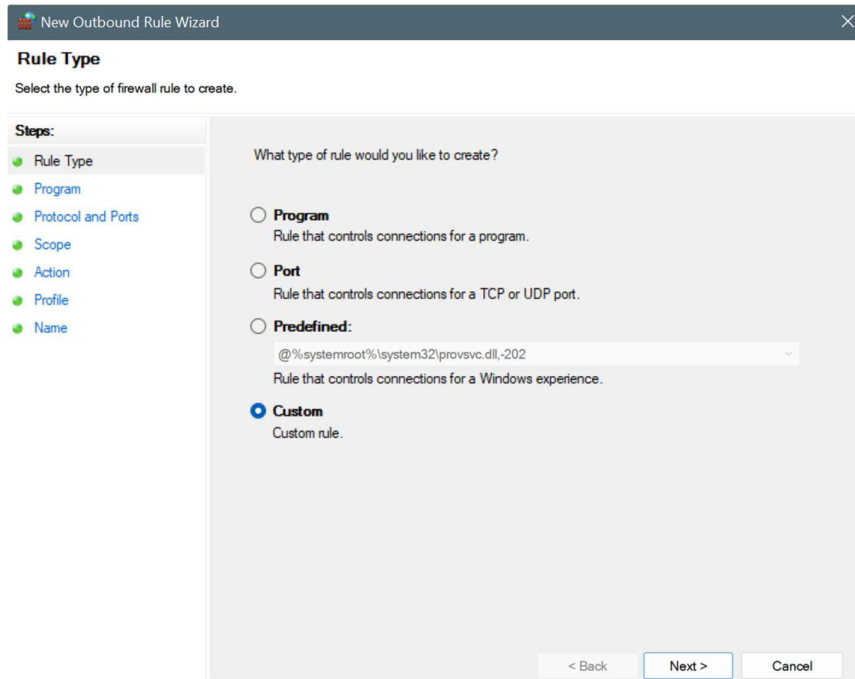 New Outbound Rule Wizard
Rule Type
Select the type of firewall rule to create.
Steps:
Rule Type
Program
Protocol and Ports
Scope
Action
Profile
Name
What type of rule would you like to create?
Program
Rule that controls connections for a program.
Port
Rule that controls connections for a TCP or UDP port.
Predefined:
@%systemroot%\system32\provsvc.dll,-202
Rule that controls connections for a Windows experience.
Custom
Custom rule.
< Back Next > Cancel